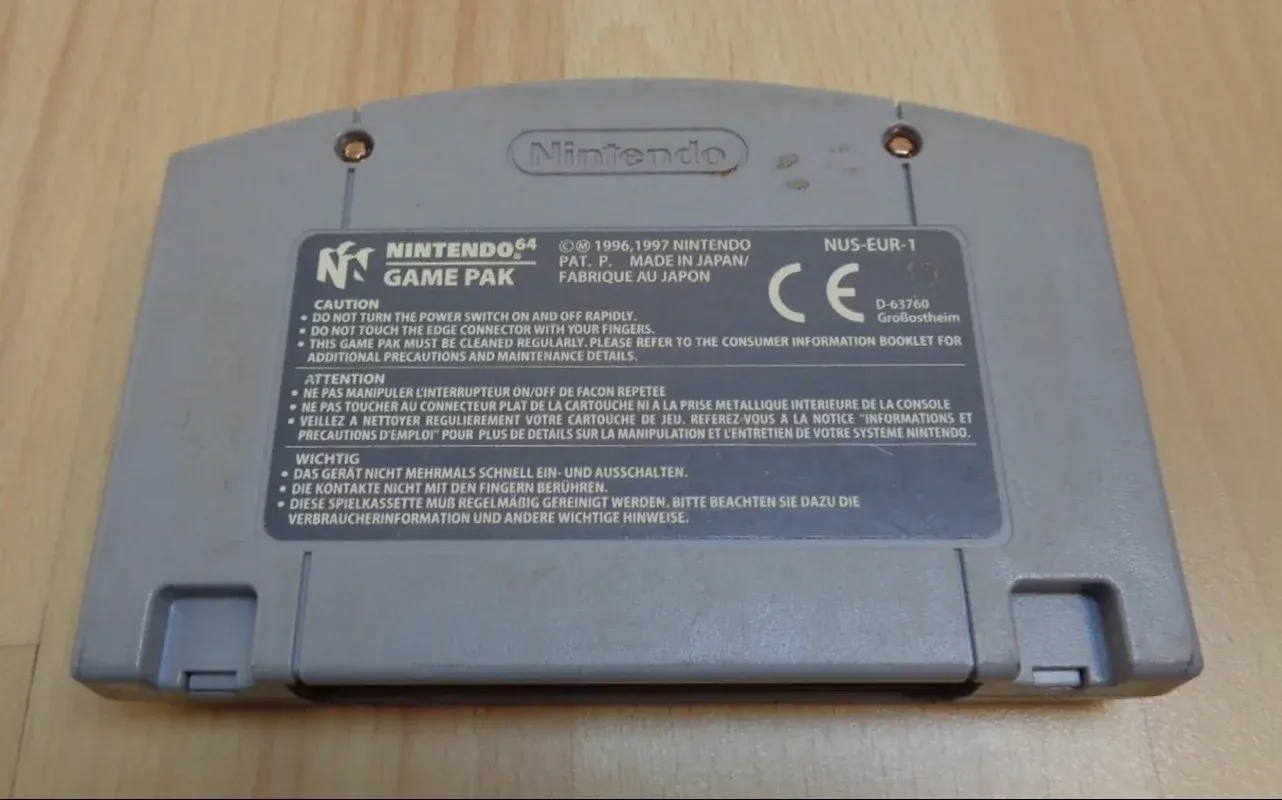 Nintendo
NINTENDO64
GAME PAK
©Ⓜ 1996,1997 NINTENDO
PAT. P. MADE IN JAPAN/
FABRIQUE AU JAPON
NUS-EUR-1
CE
D-63760
Großostheim
CAUTION
• DO NOT TURN THE POWER SWITCH ON AND OFF RAPIDLY.
• DO NOT TOUCH THE EDGE CONNECTOR WITH YOUR FINGERS.
• THIS GAME PAK MUST BE CLEANED REGULARLY. PLEASE REFER TO THE CONSUMER INFORMATION BOOKLET FOR
ADDITIONAL PRECAUTIONS AND MAINTENANCE DETAILS.
ATTENTION
• NE PAS MANIPULER L'INTERRUPTEUR ON/OFF DE FACON REPETEE
• NE PAS TOUCHER AU CONNECTEUR PLAT DE LA CARTOUCHE NI A LA PRISE METALLIQUE INTERIEURE DE LA CONSOLE
• VEILLEZ A NETTOYER REGULIEREMENT VOTRE CARTOUCHE DE JEU. REFEREZ-VOUS A LA NOTICE "INFORMATIONS ET
PRECAUTIONS D'EMPLOI" POUR PLUS DE DETAILS SUR LA MANIPULATION ET L'ENTRETIEN DE VOTRE SYSTEME NINTENDO.
WICHTIG
• DAS GERÄT NICHT MEHRMALS SCHNELL EIN- UND AUSSCHALTEN.
• DIE KONTAKTE NICHT MIT DEN FINGERN BERÜHREN.
• DIESE SPIELKASSETTE MUß REGELMÄßIG GEREINIGT WERDEN. BITTE BEACHTEN SIE DAZU DIE
VERBRAUCHERINFORMATION UND ANDERE WICHTIGE HINWEISE.